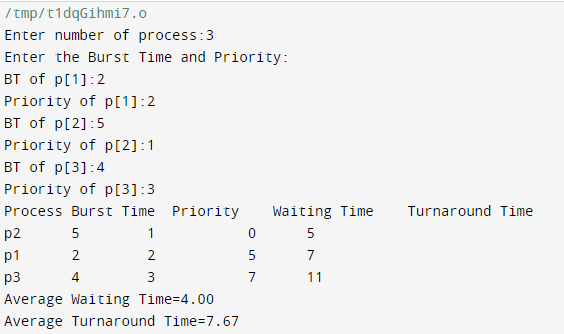 /tmp/t1dqGihmi7.o
Enter number of process:3
Enter the Burst Time and Priority:
BT of p[1]:2
Priority of p[1]:2
BT of p[2]:5
Priority of p[2]:1
BT of p[3]:4
Priority of p[3]:3
Process Burst Time  Priority    Waiting Time    Turnaround Time
p2      5        1           0      5
p1      2        2           5      7
p3      4        3           7      11
Average Waiting Time=4.00
Average Turnaround Time=7.67